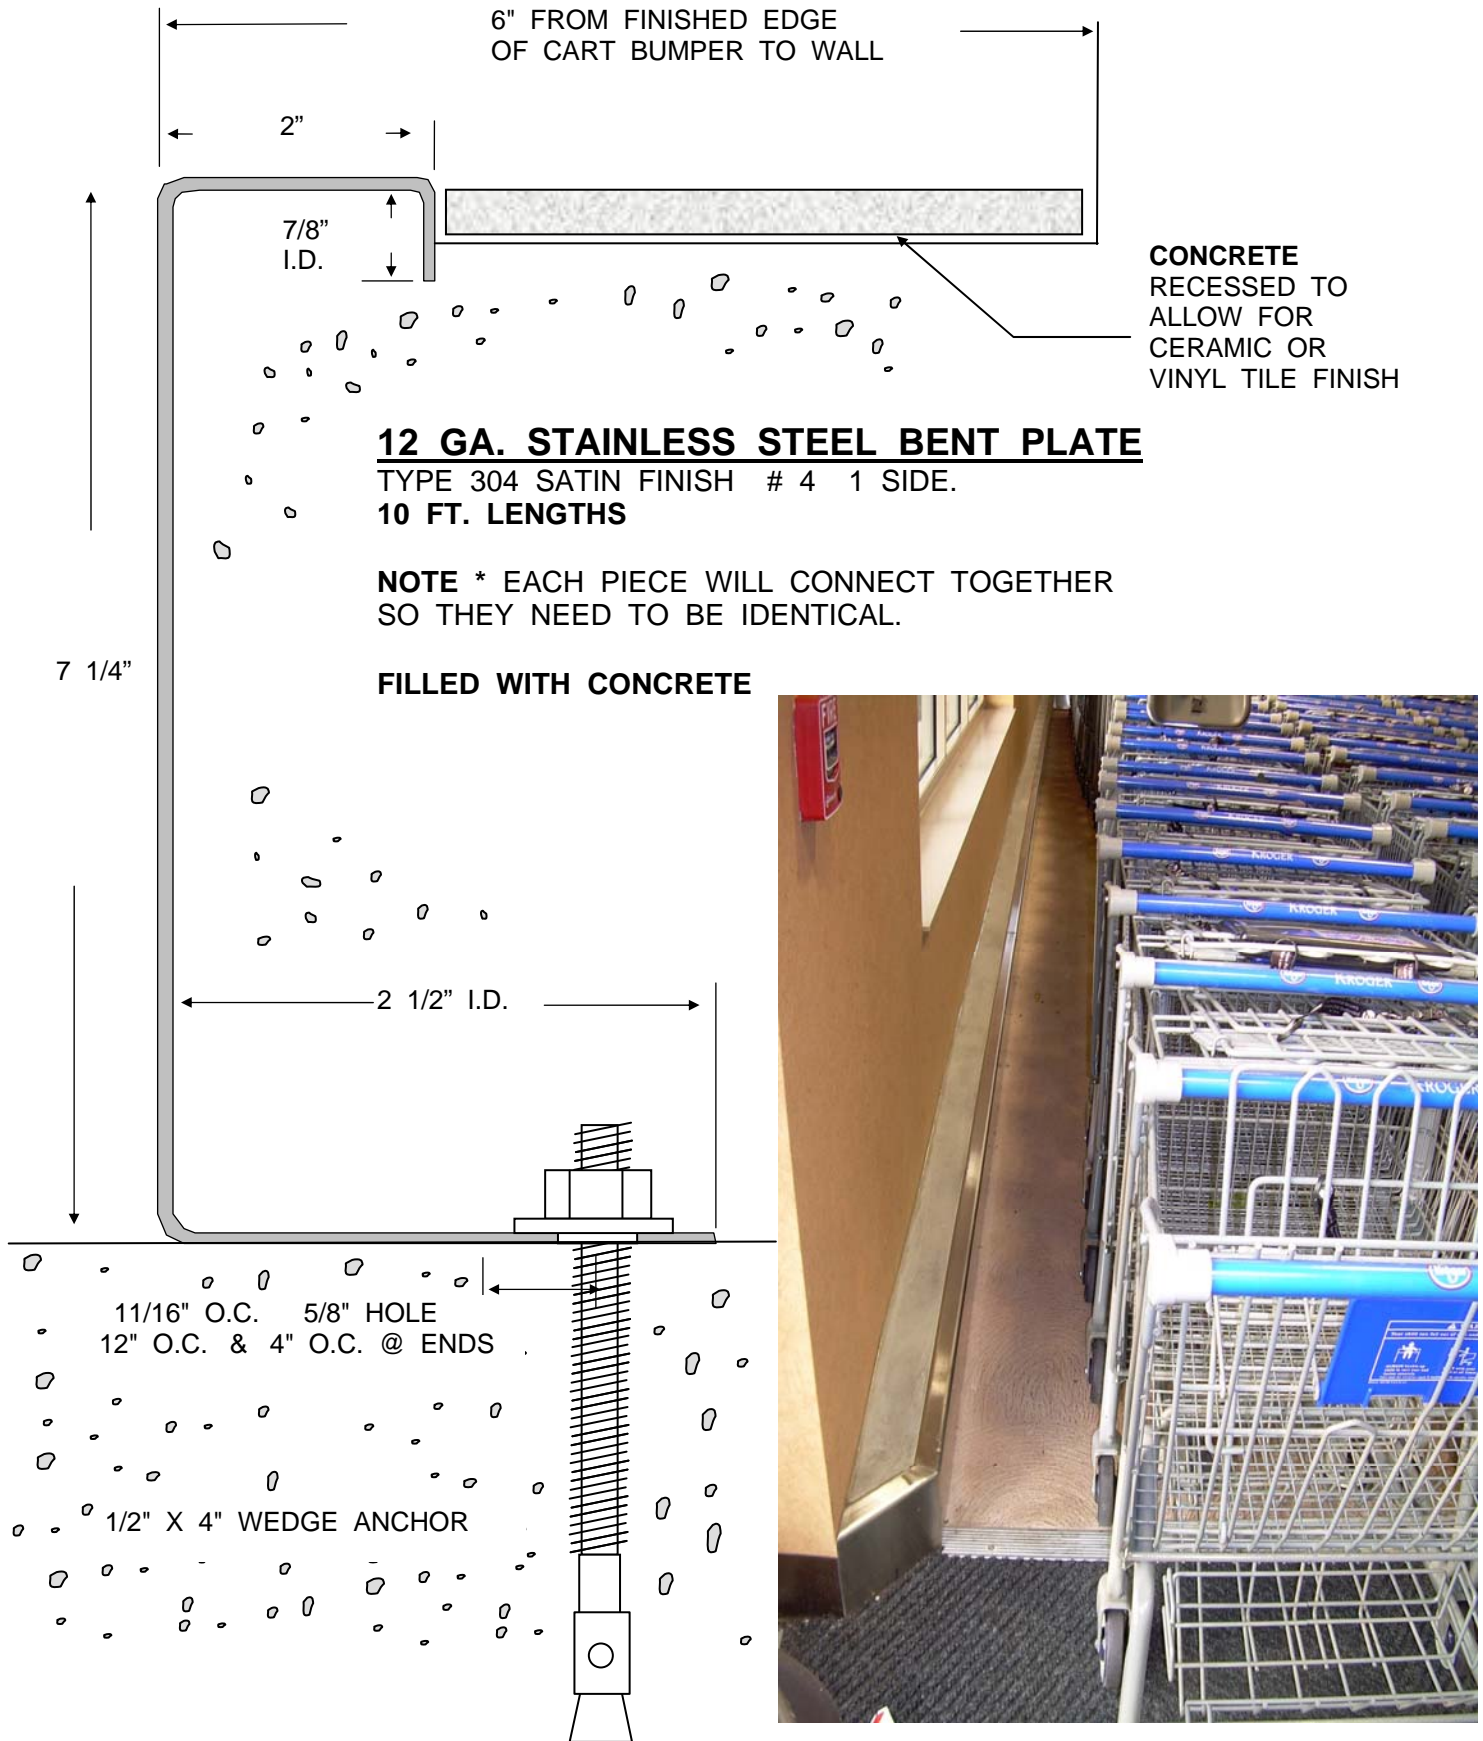 6" FROM FINISHED EDGE
OF CART BUMPER TO WALL
2”
7/8”
I.D.
CONCRETE
RECESSED TO
ALLOW FOR
CERAMIC OR
VINYL TILE FINISH
12 GA. STAINLESS STEEL BENT PLATE
TYPE 304 SATIN FINISH # 4 1 SIDE.
10 FT. LENGTHS
NOTE * EACH PIECE WILL CONNECT TOGETHER
SO THEY NEED TO BE IDENTICAL.
7 1/4”
FILLED WITH CONCRETE
FIRE
KROGER
KROGER
KROGER
KROGER
2 1/2” I.D.
11/16" O.C. 5/8" HOLE
12" O.C. & 4" O.C. @ ENDS
1/2" X 4" WEDGE ANCHOR